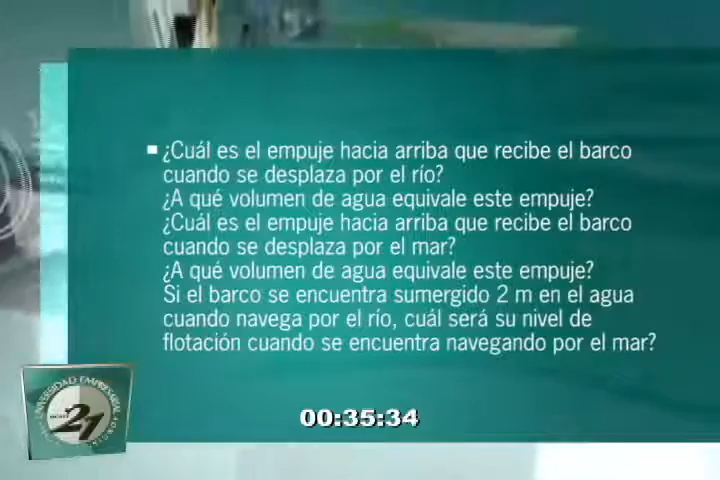 ¿Cuál es el empuje hacia arriba que recibe el barco
cuando se desplaza por el río?
¿A qué volumen de agua equivale este empuje?
¿Cuál es el empuje hacia arriba que recibe el barco
cuando se desplaza por el mar?
¿A qué volumen de agua equivale este empuje?
Si el barco se encuentra sumergido 2 m en el agua
cuando navega por el río, cuál será su nivel de
flotación cuando se encuentra navegando por el mar?
UNIVERSIDAD EMPRESARIAL
21
00:35:34